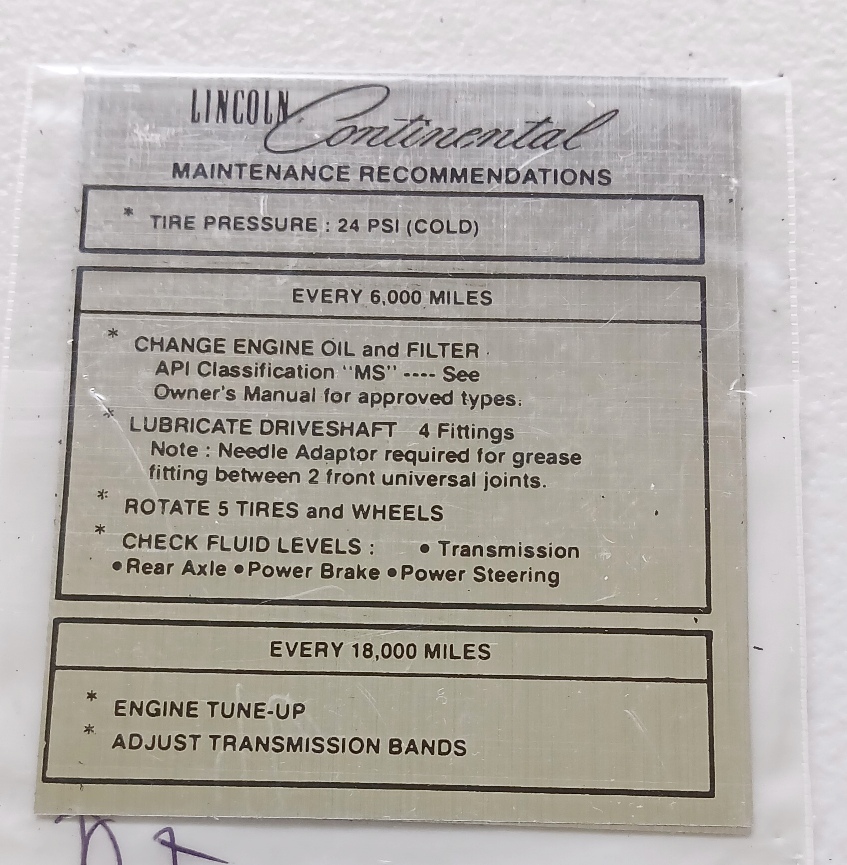 LINCOLN Continental
MAINTENANCE RECOMMENDATIONS
* TIRE PRESSURE : 24 PSI (COLD)
EVERY 6,000 MILES
* CHANGE ENGINE OIL and FILTER
API Classification "MS" ---- See
Owner's Manual for approved types.
* LUBRICATE DRIVESHAFT 4 Fittings
Note : Needle Adaptor required for grease
fitting between 2 front universal joints.
* ROTATE 5 TIRES and WHEELS
* CHECK FLUID LEVELS : • Transmission
• Rear Axle • Power Brake • Power Steering
EVERY 18,000 MILES
* ENGINE TUNE-UP
* ADJUST TRANSMISSION BANDS